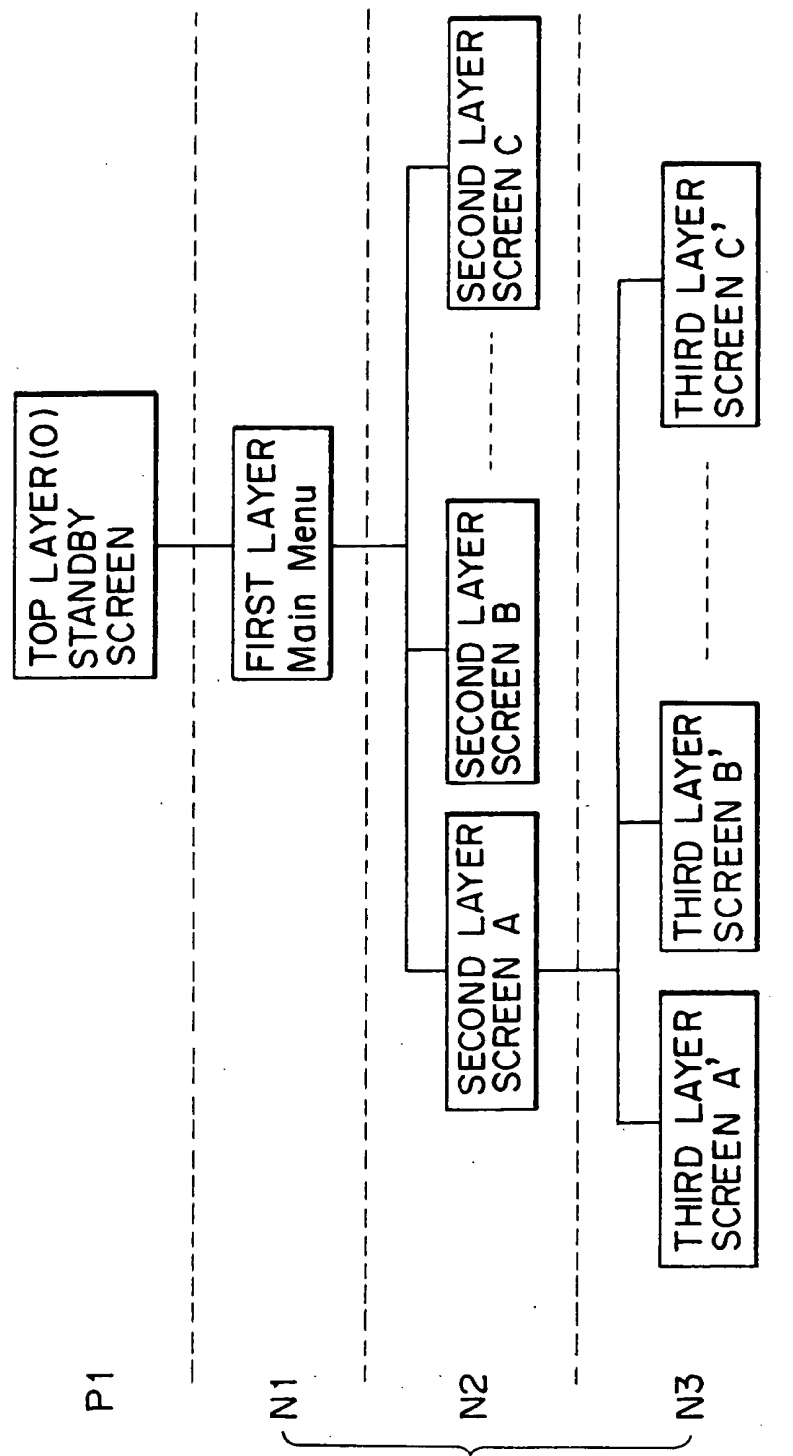 P1
TOP LAYER(0)
STANDBY
SCREEN
N1
FIRST LAYER
Main Menu
N2
SECOND LAYER
SCREEN A
SECOND LAYER
SCREEN B
SECOND LAYER
SCREEN C
N3
THIRD LAYER
SCREEN A'
THIRD LAYER
SCREEN B'
THIRD LAYER
SCREEN C'